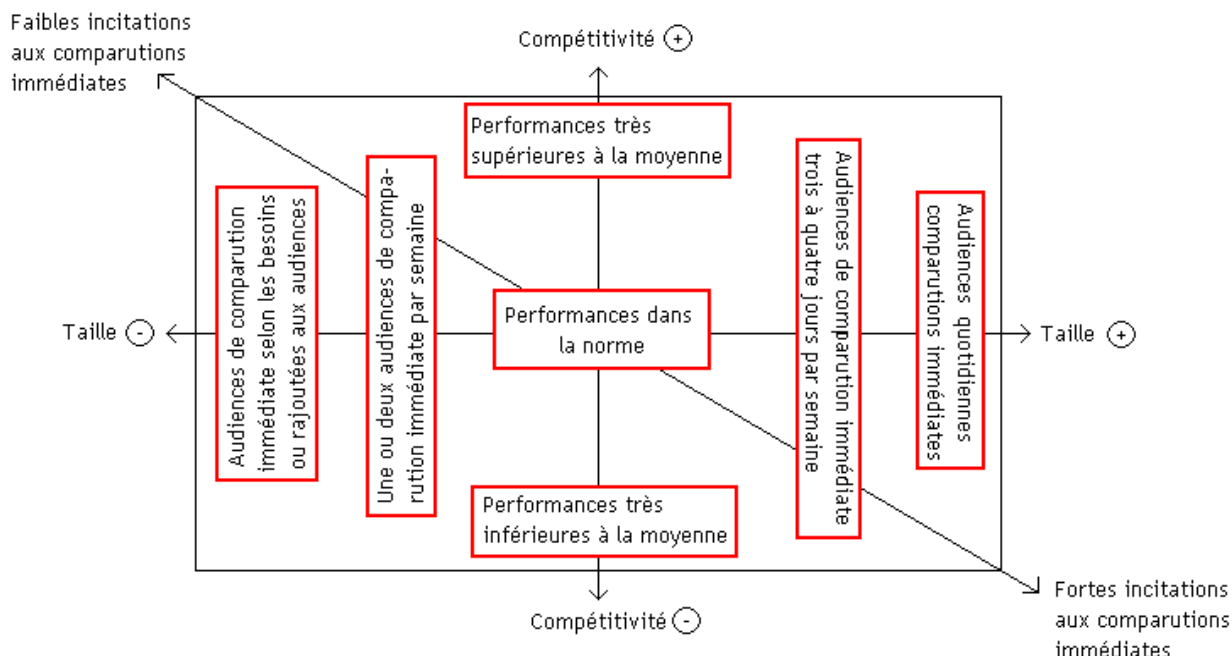 Faibles incitations
aux comparutions
immédiates
Compétitivité +
Performances très
supérieures à la moyenne
Audiences de comparution
immédiate selon les besoins
ou rajoutées aux audiences
Une ou deux audiences de compa-
rution immédiate par semaine
Performances dans
la norme
Audiences de comparution immédiate
trois à quatre jours par semaine
Audiences quotidiennes
comparutions immédiates
Taille -
Taille +
Performances très
inférieures à la moyenne
Compétitivité -
Fortes incitations
aux comparutions
immédiates